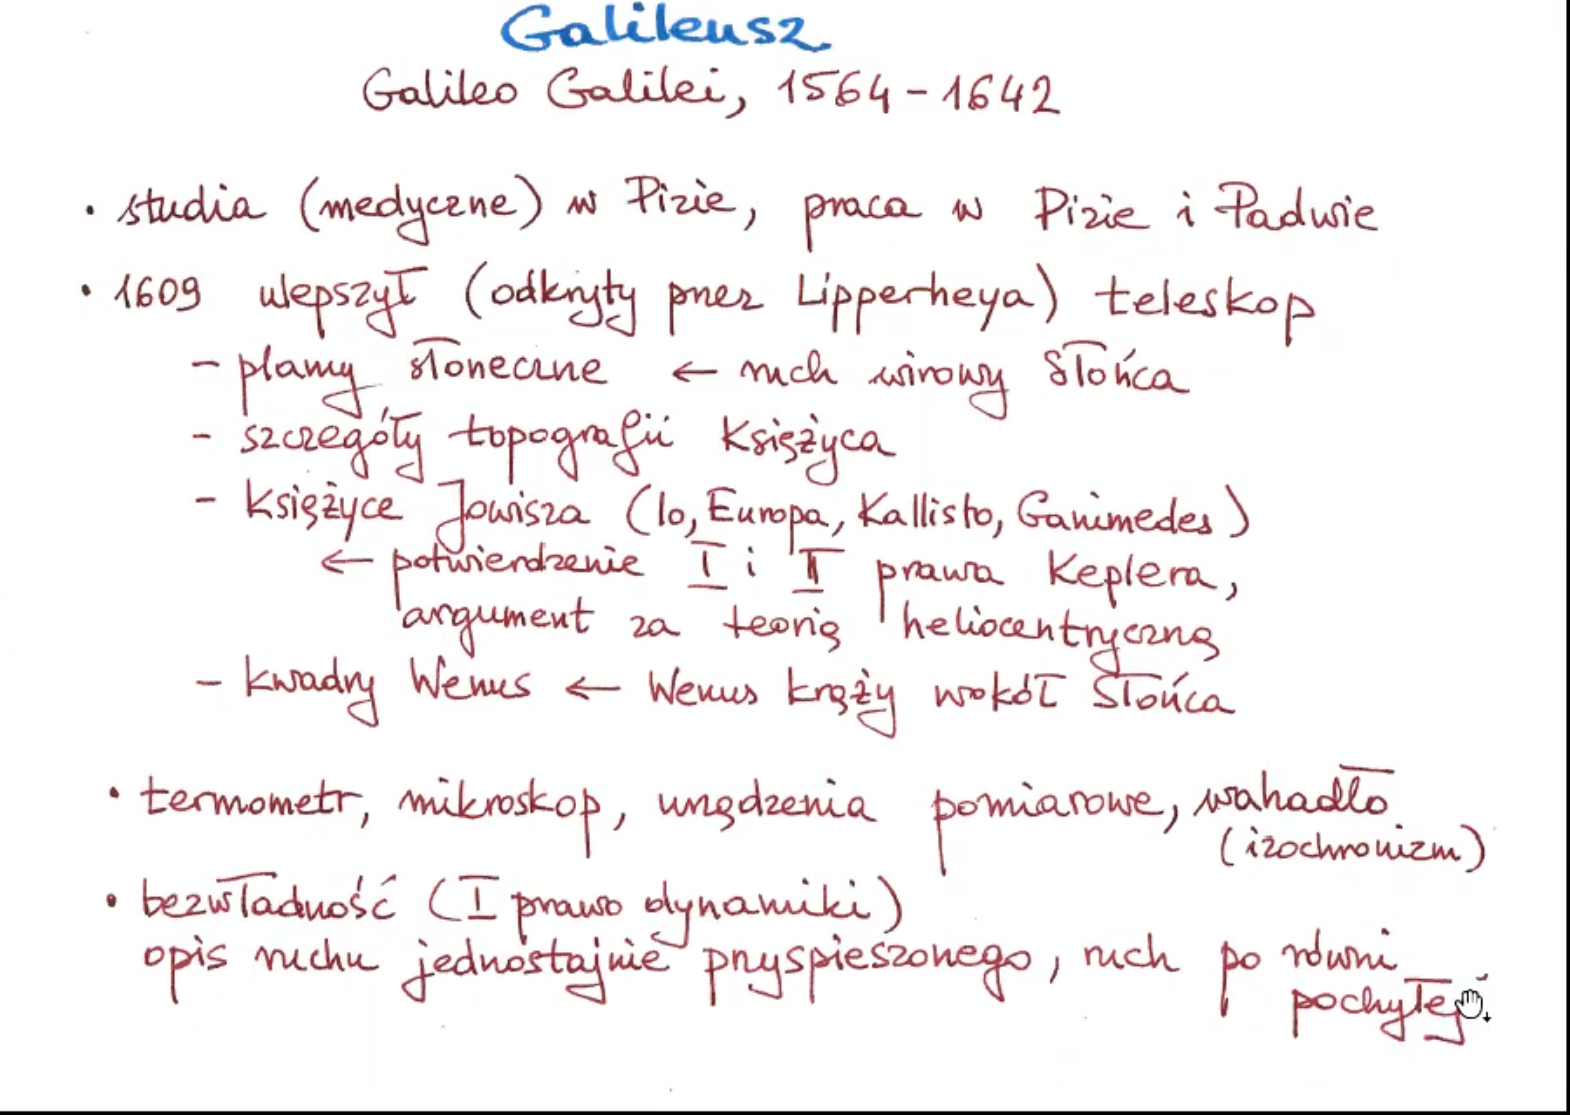 Galileusz
Galileo Galilei, 1564-1642
• studia (medyczne) w Pizie, praca w Pizie i Padwie
• 1609 ulepszył (odkryty przez Lipperheya) teleskop
- plamy słoneczne ← ruch wirowy Słońca
- szczegóły topografii Księżyca
- Księżyce Jowisza (Io, Europa, Kallisto, Ganimedes)
← potwierdzenie I i II prawa Keplera,
argument za teorią heliocentryczną
- kwadry Wenus ← Wenus krąży wokół Słońca
• termometr, mikroskop, urządzenia pomiarowe, wahadło
(izochronizm)
• bezwładność (I prawo dynamiki)
opis ruchu jednostajnie przyspieszonego, ruch po równi
pochyłej